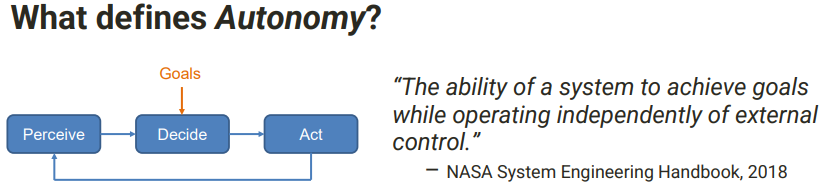 What defines Autonomy?
Goals
Perceive
Decide
Act
“The ability of a system to achieve goals
while operating independently of external
control.”
– NASA System Engineering Handbook, 2018